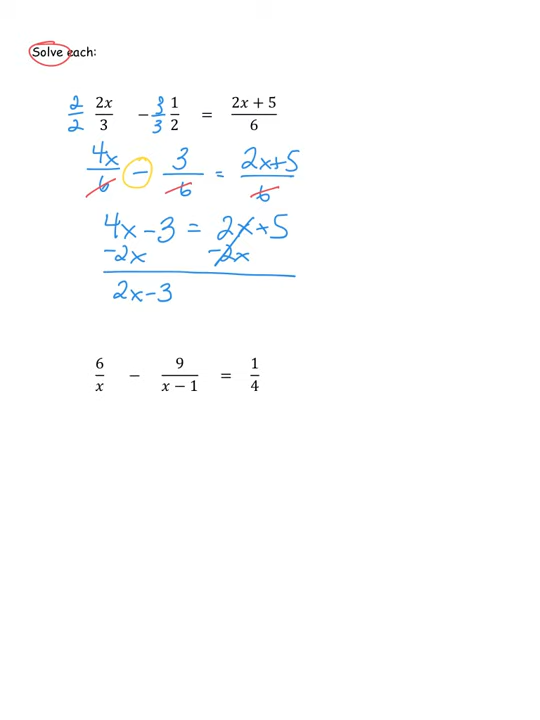 Solve each:
2/2 2x/3 - 3/3 1/2 = 2x + 5/6
4x/6 - 3/6 = 2x+5/6
4x - 3 = 2x + 5
-2x -2x
2x - 3
6/x - 9/x - 1 = 1/4